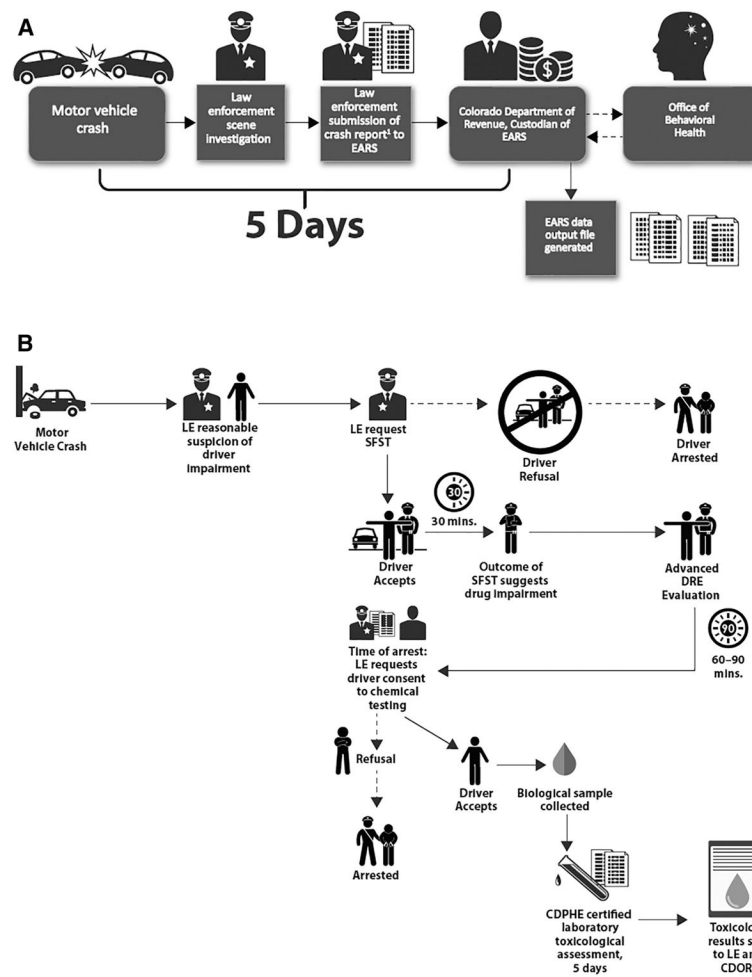 A
Motor vehicle
crash
Law
enforcement
scene
investigation
Law
enforcement
submission of
crash report¹ to
EARS
$
Colorado Department of
Revenue, Custodian of
EARS
Office of
Behavioral
Health
5 Days
EARS data
output file
generated
B
Motor
Vehicle Crash
LE reasonable
suspicion of
driver
impairment
LE request
SFST
Driver
Refusal
Driver
Arrested
30
30 mins.
Driver
Accepts
Outcome of
SFST suggests
drug impairment
Advanced
DRE
Evaluation
90
60–90
mins.
Time of arrest:
LE requests
driver consent
to chemical
testing
Refusal
Arrested
Driver
Accepts
Biological sample
collected
CDPHE certified
laboratory
toxicological
assessment,
5 days
results
to LE
CDOR